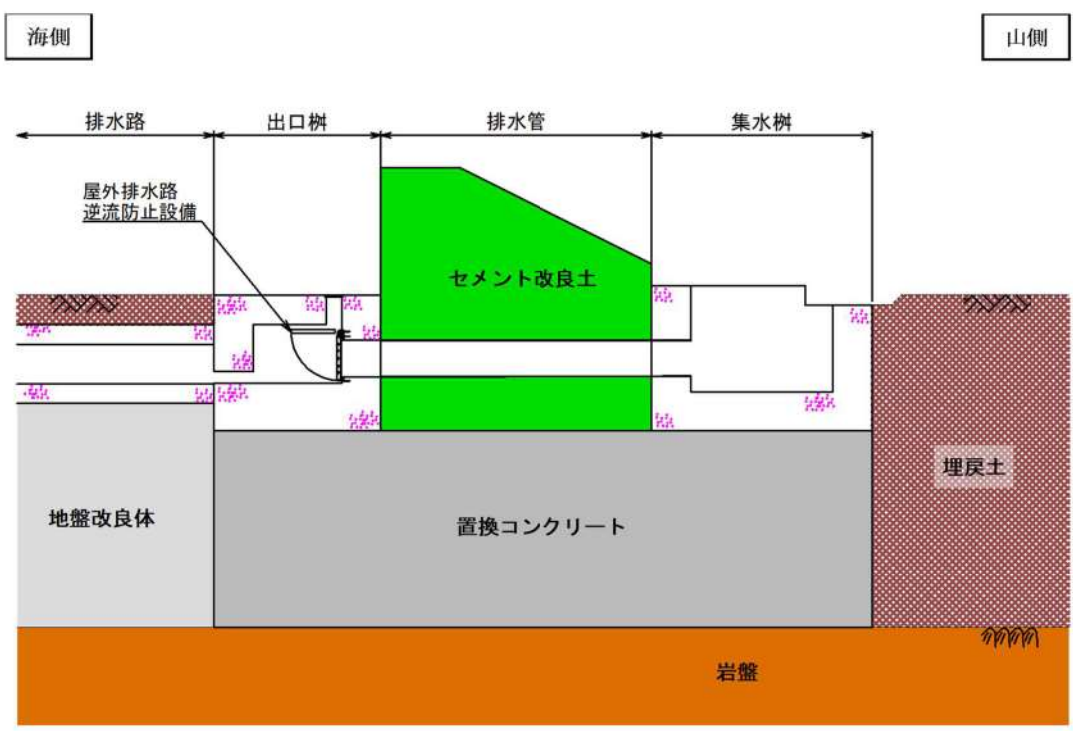 海側
山側
排水路
出口桝
排水管
集水桝
屋外排水路
逆流防止設備
セメント改良土
埋戻土
地盤改良体
置換コンクリート
岩盤